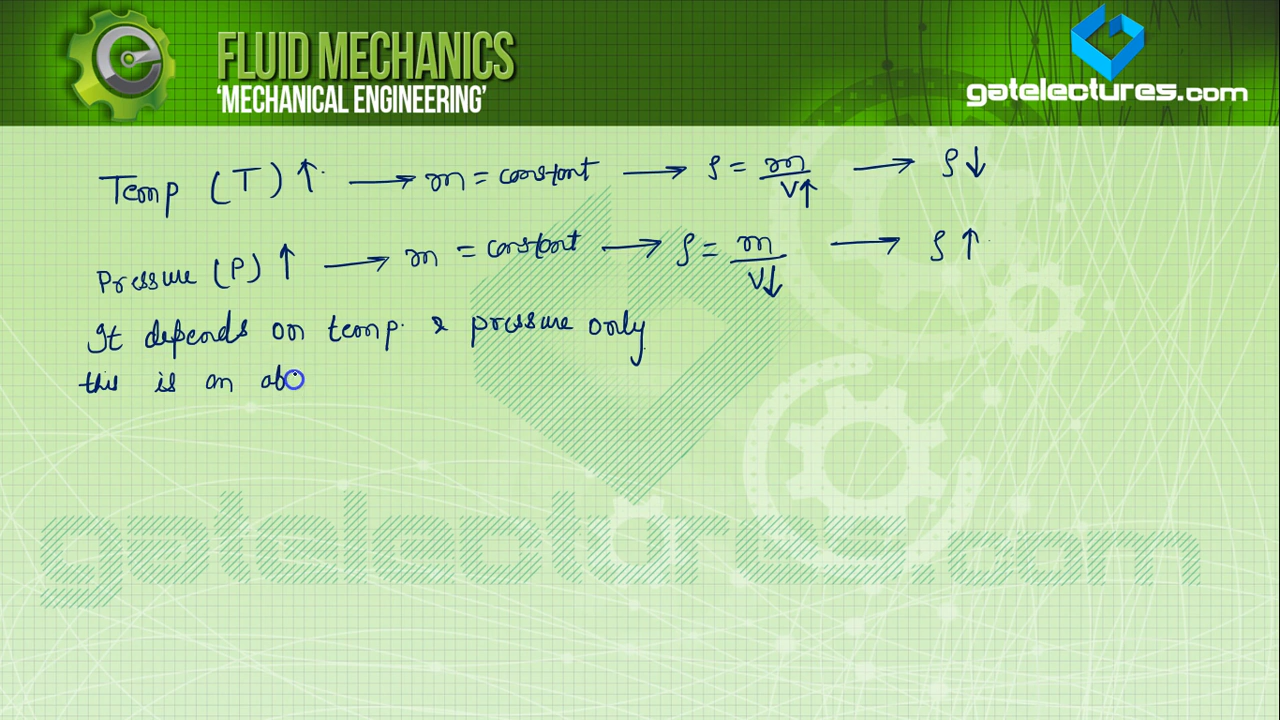 FLUID MECHANICS
'MECHANICAL ENGINEERING'
gatelectures.com
Temp (T) ↑ → m = constant → ρ = m/V↑ → ρ↓
Pressure (P) ↑ → m = constant → ρ = m/V↓ → ρ↑
It depends on temp. & pressure only
this is an abo
gatelectures.com